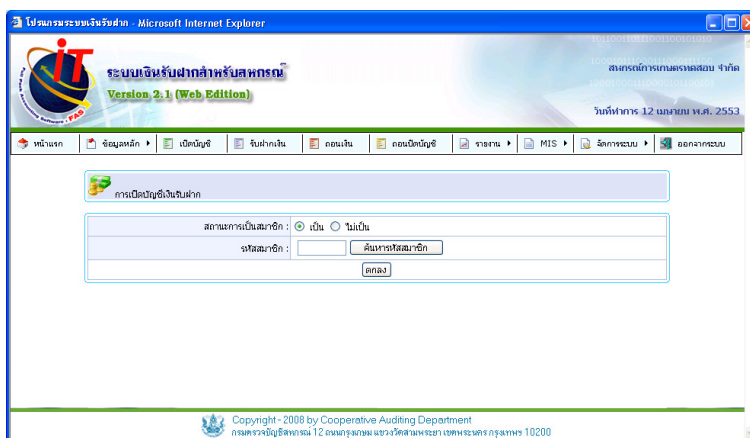 โปรแกรมระบบเงินรับฝาก - Microsoft Internet Explorer
iT
ระบบเงินรับฝากสำหรับสหกรณ์
Version 2.1 (Web Edition)
สหกรณ์การเกษตรทดสอบ จำกัด
วันที่ทำการ 12 เมษายน พ.ศ. 2553
หน้าแรก ข้อมูลหลัก เปิดบัญชี รับฝากเงิน ถอนเงิน ถอนปิดบัญชี รายงาน MIS จัดการระบบ ออกจากระบบ
การเปิดบัญชีเงินรับฝาก
สถานะการเป็นสมาชิก : เป็น ไม่เป็น
รหัสสมาชิก : ค้นหารหัสสมาชิก
ตกลง
Copyright - 2008 by Cooperative Auditing Department
กรมตรวจบัญชีสหกรณ์ 12 ถนนกรุงเกษม แขวงวัดสามพระยา เขตพระนคร กรุงเทพฯ 10200